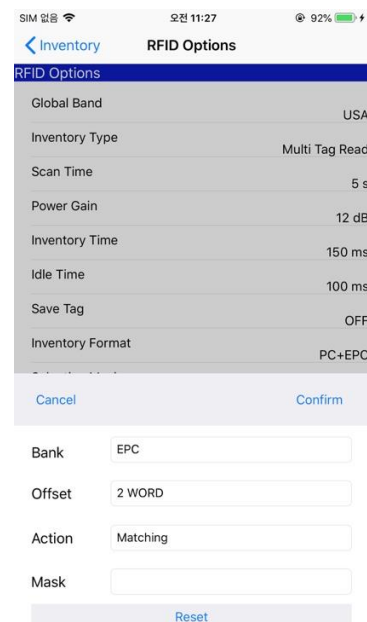 SIM 없음 오전 11:27 92%
Inventory RFID Options
RFID Options
Global Band
USA
Inventory Type
Multi Tag Read
Scan Time
5 s
Power Gain
12 dB
Inventory Time
150 ms
Idle Time
100 ms
Save Tag
OFF
Inventory Format
PC+EPC
Cancel Confirm
Bank EPC
Offset 2 WORD
Action Matching
Mask
Reset